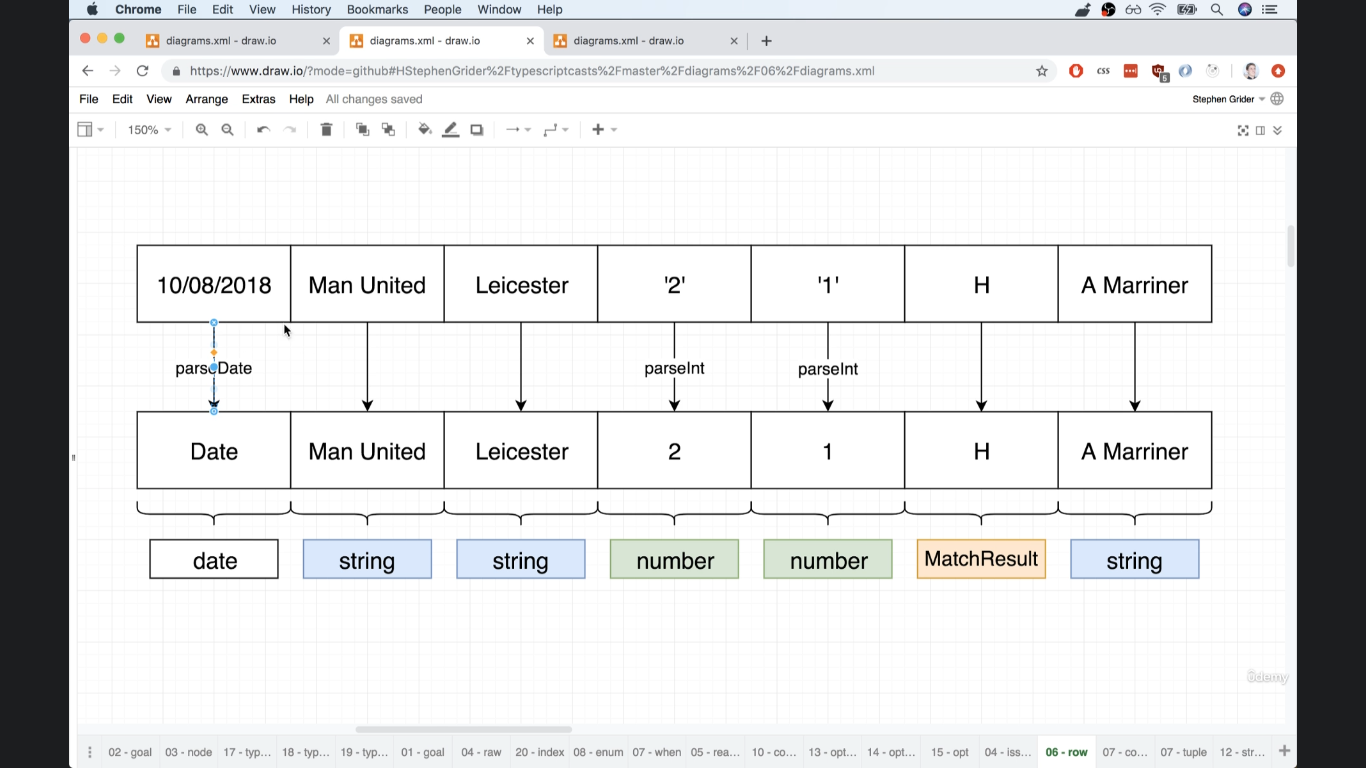 Chrome File Edit View History Bookmarks People Window Help
diagrams.xml - draw.io diagrams.xml - draw.io diagrams.xml - draw.io
https://www.draw.io/?mode=github#HStephenGrider%2Ftypescriptcasts%2Fmaster%2Fdiagrams%2F06%2Fdiagrams.xml
CSS
5
File Edit View Arrange Extras Help All changes saved
Stephen Grider
150%
10/08/2018 Man United Leicester '2' '1' H A Marriner
parseDate parseInt parseInt
Date Man United Leicester 2 1 H A Marriner
date string string number number MatchResult string
ûdemy
02 - goal 03 - node 17 - typ... 18 - typ... 19 - typ... 01 - goal 04 - raw 20 - index 08 - enum 07 - when 05 - rea... 10 - co... 13 - opt... 14 - opt... 15 - opt 04 - iss... 06 - row 07 - co... 07 - tuple 12 - str...